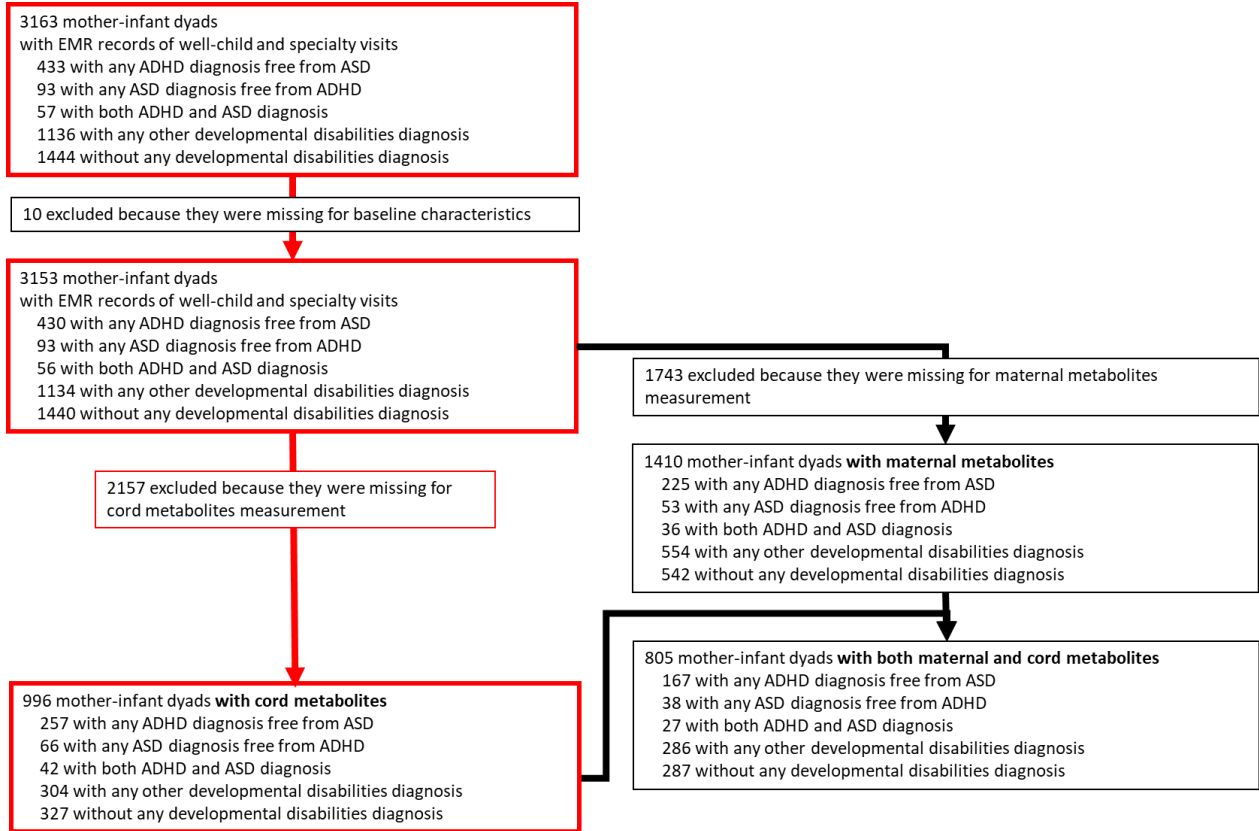 3163 mother-infant dyads
with EMR records of well-child and specialty visits
433 with any ADHD diagnosis free from ASD
93 with any ASD diagnosis free from ADHD
57 with both ADHD and ASD diagnosis
1136 with any other developmental disabilities diagnosis
1444 without any developmental disabilities diagnosis
10 excluded because they were missing for baseline characteristics
3153 mother-infant dyads
with EMR records of well-child and specialty visits
430 with any ADHD diagnosis free from ASD
93 with any ASD diagnosis free from ADHD
56 with both ADHD and ASD diagnosis
1134 with any other developmental disabilities diagnosis
1440 without any developmental disabilities diagnosis
1743 excluded because they were missing for maternal metabolites
measurement
2157 excluded because they were missing for
cord metabolites measurement
1410 mother-infant dyads with maternal metabolites
225 with any ADHD diagnosis free from ASD
53 with any ASD diagnosis free from ADHD
36 with both ADHD and ASD diagnosis
554 with any other developmental disabilities diagnosis
542 without any developmental disabilities diagnosis
996 mother-infant dyads with cord metabolites
257 with any ADHD diagnosis free from ASD
66 with any ASD diagnosis free from ADHD
42 with both ADHD and ASD diagnosis
304 with any other developmental disabilities diagnosis
327 without any developmental disabilities diagnosis
805 mother-infant dyads with both maternal and cord metabolites
167 with any ADHD diagnosis free from ASD
38 with any ASD diagnosis free from ADHD
27 with both ADHD and ASD diagnosis
286 with any other developmental disabilities diagnosis
287 without any developmental disabilities diagnosis